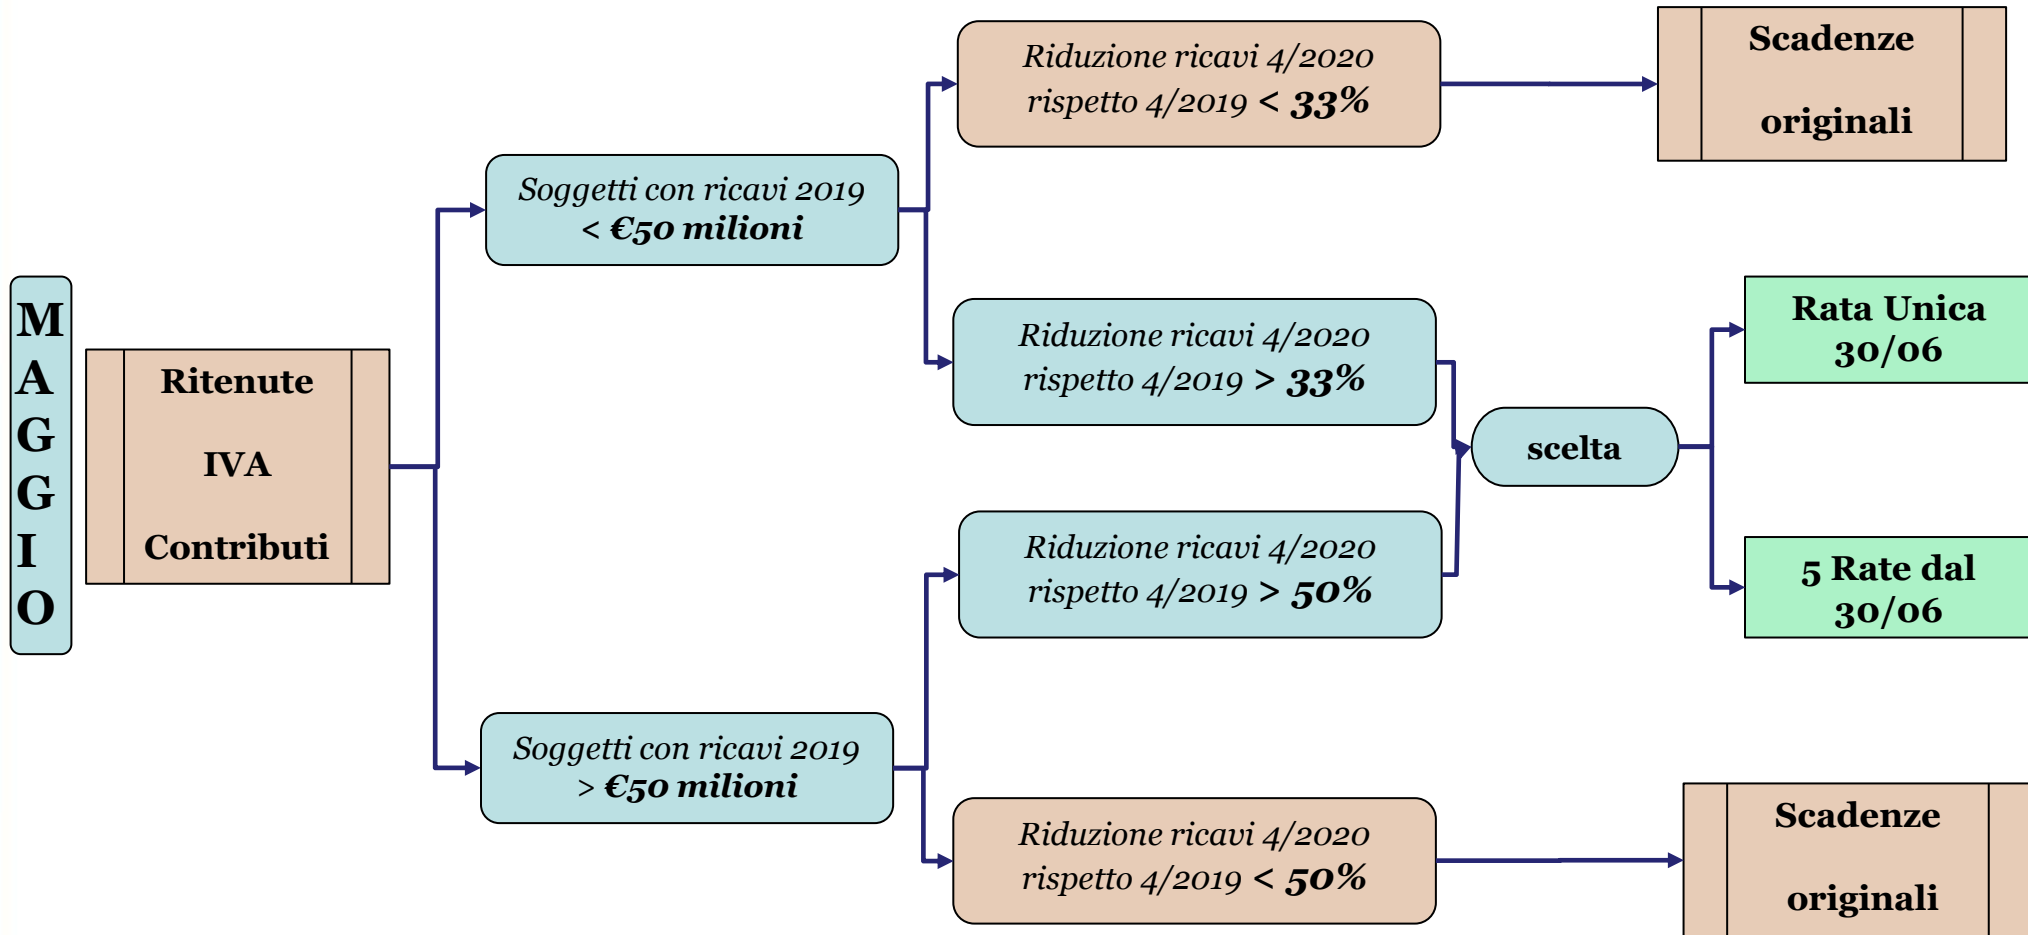 MAGGIO
Ritenute
IVA
Contributi
Soggetti con ricavi 2019
< €50 milioni
Soggetti con ricavi 2019
> €50 milioni
Riduzione ricavi 4/2020
rispetto 4/2019 < 33%
Riduzione ricavi 4/2020
rispetto 4/2019 > 33%
Riduzione ricavi 4/2020
rispetto 4/2019 > 50%
Riduzione ricavi 4/2020
rispetto 4/2019 < 50%
scelta
Scadenze
originali
Rata Unica
30/06
5 Rate dal
30/06
Scadenze
originali